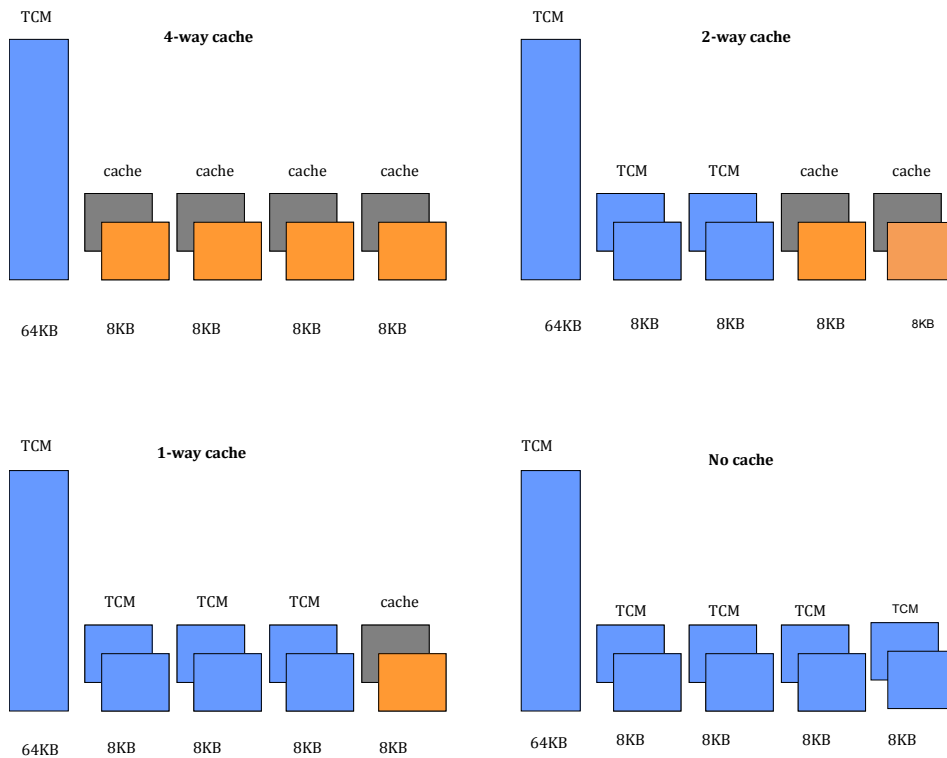 TCM
4-way cache
cache cache cache cache
64KB 8KB 8KB 8KB 8KB
TCM
2-way cache
TCM TCM cache cache
64KB 8KB 8KB 8KB 8KB
TCM
1-way cache
TCM TCM TCM cache
64KB 8KB 8KB 8KB 8KB
TCM
No cache
TCM TCM TCM TCM
64KB 8KB 8KB 8KB 8KB